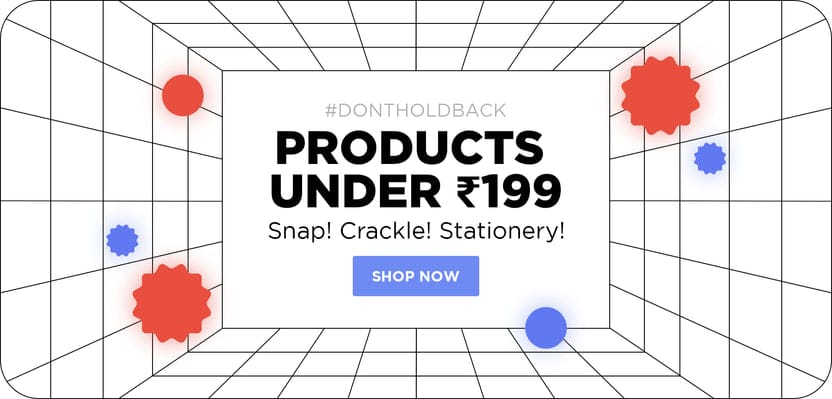 #DONTHOLDBACK
PRODUCTS
UNDER ₹199
Snap! Crackle! Stationery!
SHOP NOW